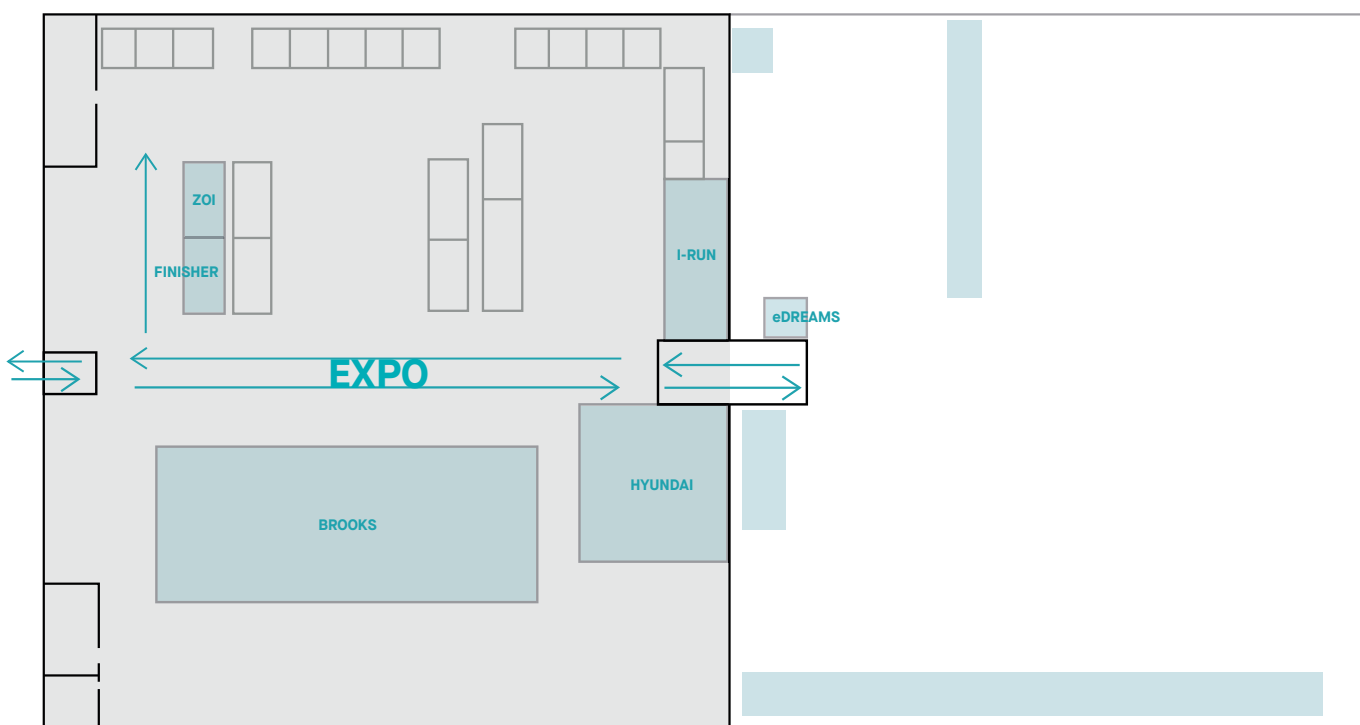 ZOI
I-RUN
FINISHER
eDREAMS
EXPO
HYUNDAI
BROOKS